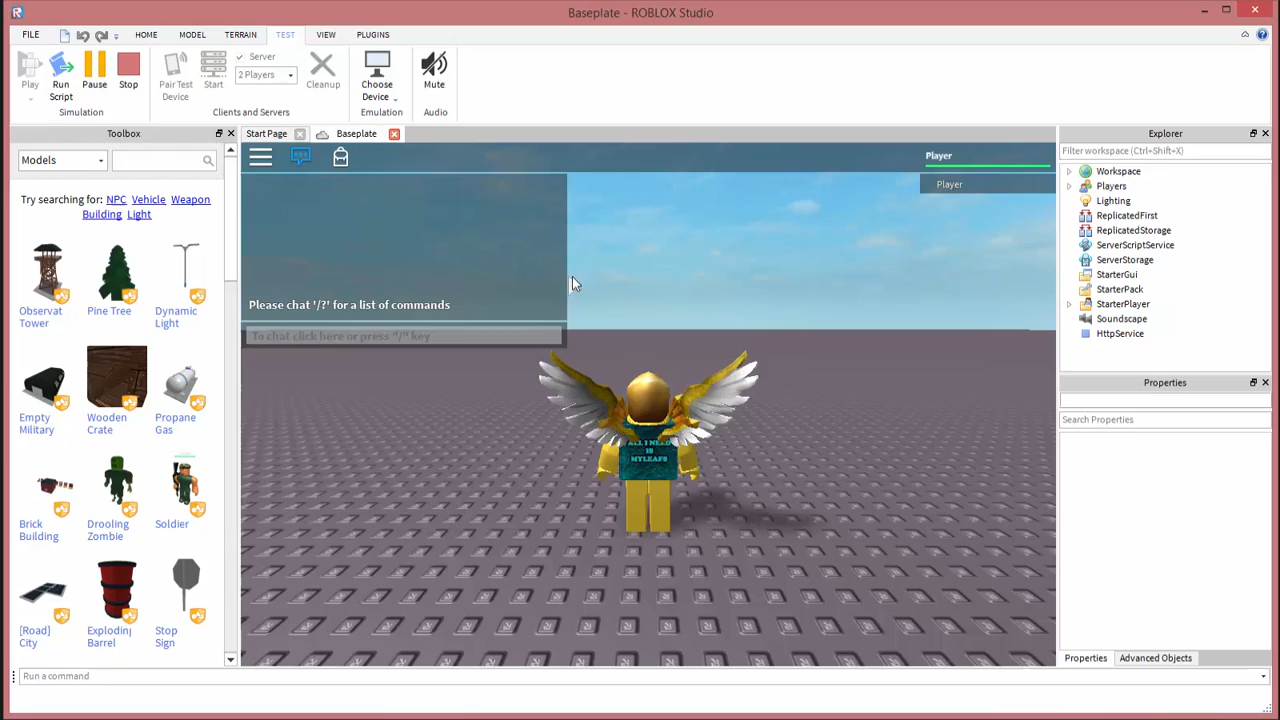 Baseplate - ROBLOX Studio
FILE
HOME
MODEL
TERRAIN
TEST
VIEW
PLUGINS
Play
Run Script
Pause
Stop
Simulation
Pair Test Device
Start
Server
2 Players
Cleanup
Clients and Servers
Choose Device
Emulation
Mute
Audio
Toolbox
Models
Try searching for: NPC Vehicle Weapon
Building Light
Observat Tower
Pine Tree
Dynamic Light
Empty Military
Wooden Crate
Propane Gas
Brick Building
Drooling Zombie
Soldier
[Road] City
Exploding Barrel
Stop Sign
Start Page
Baseplate
Player
Player
Please chat '/?' for a list of commands
To chat click here or press "/" key
ALL I NEED
IS
MYLEAFS
Explorer
Filter workspace (Ctrl+Shift+X)
Workspace
Players
Lighting
ReplicatedFirst
ReplicatedStorage
ServerScriptService
ServerStorage
StarterGui
StarterPack
StarterPlayer
Soundscape
HttpService
Properties
Search Properties
Properties
Advanced Objects
Run a command